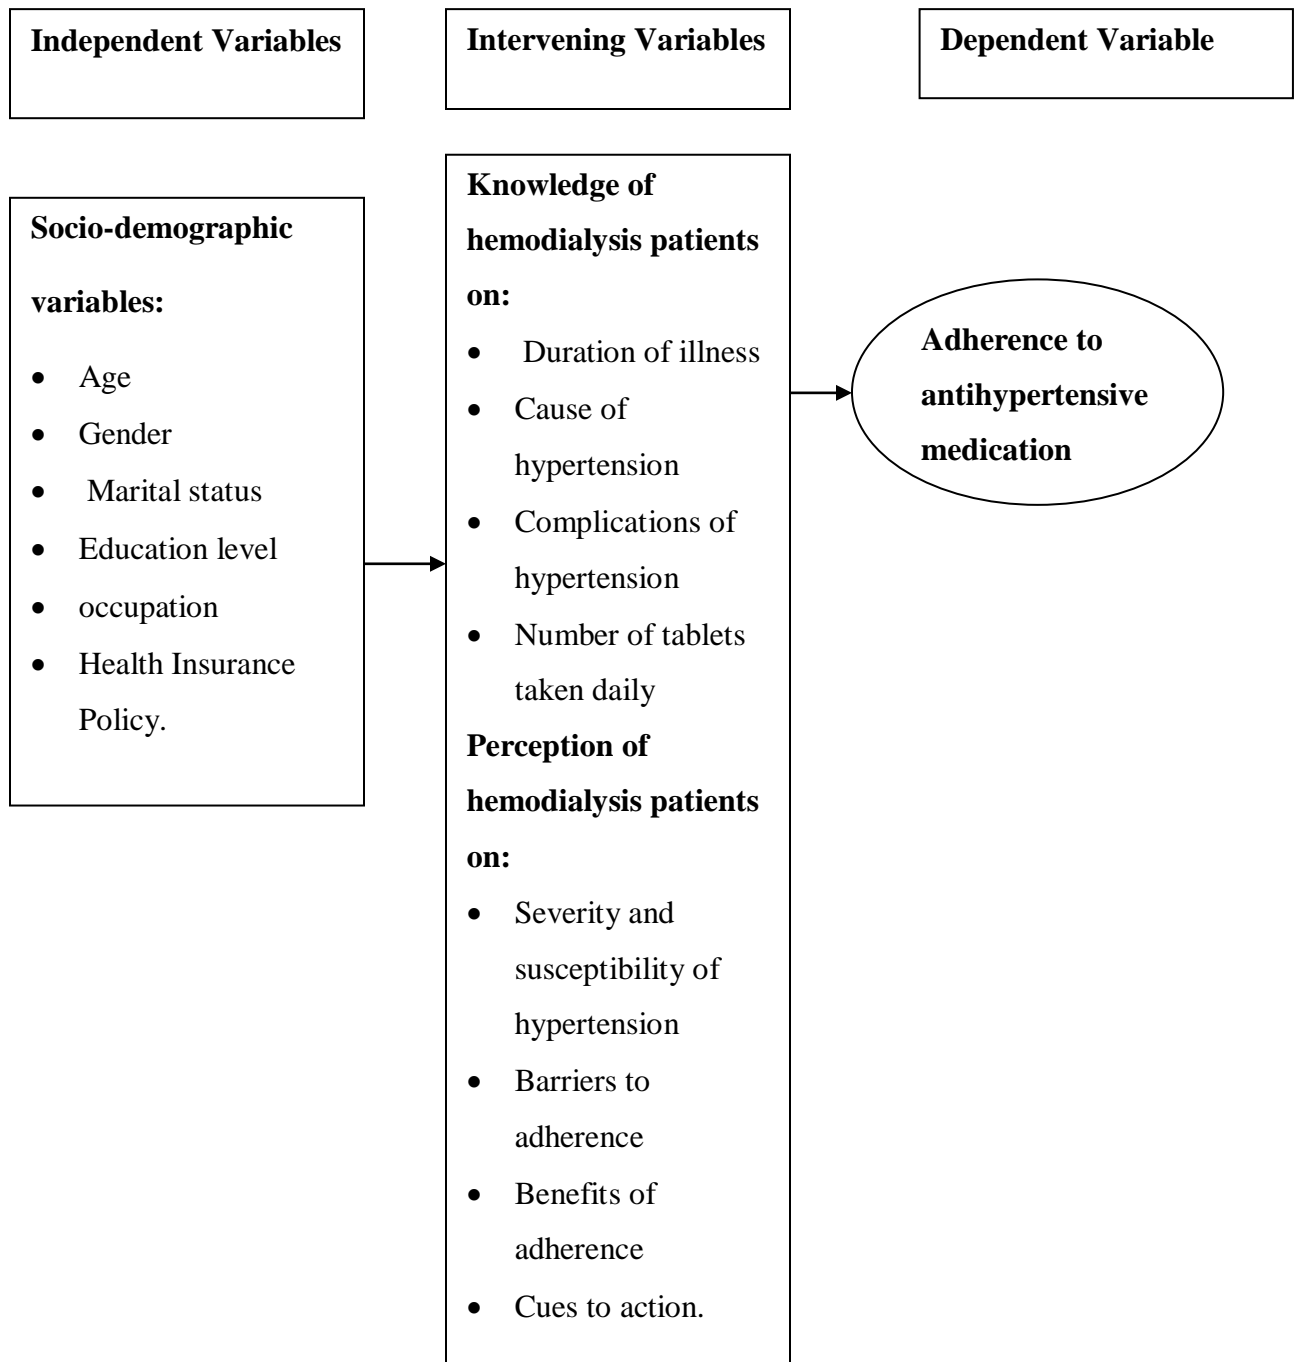 Independent Variables
Intervening Variables
Dependent Variable
Socio-demographic
variables:
• Age
• Gender
• Marital status
• Education level
• occupation
• Health Insurance
Policy.
Knowledge of
hemodialysis patients
on:
• Duration of illness
• Cause of
hypertension
• Complications of
hypertension
• Number of tablets
taken daily
Perception of
hemodialysis patients
on:
• Severity and
susceptibility of
hypertension
• Barriers to
adherence
• Benefits of
adherence
• Cues to action.
Adherence to
antihypertensive
medication